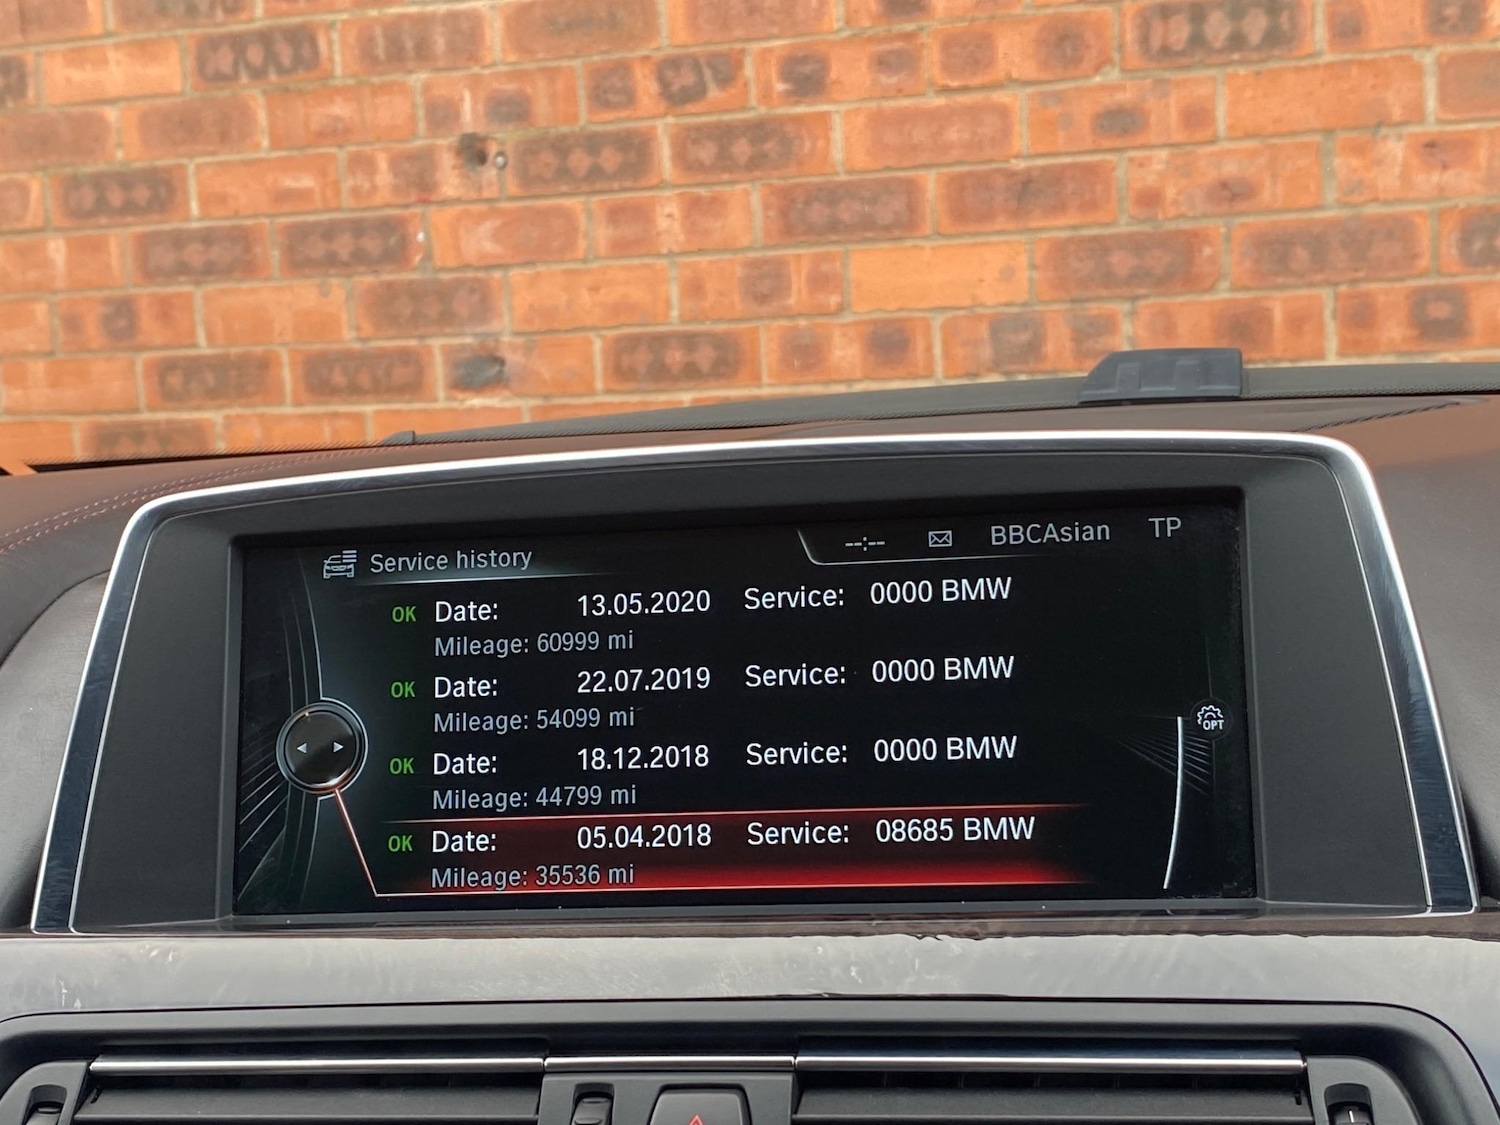 Service history --:-- BBCAsian TP
OK Date: 13.05.2020 Service: 0000 BMW
Mileage: 60999 mi
OK Date: 22.07.2019 Service: 0000 BMW
Mileage: 54099 mi
OK Date: 18.12.2018 Service: 0000 BMW
Mileage: 44799 mi
OK Date: 05.04.2018 Service: 08685 BMW
Mileage: 35536 mi
OPT